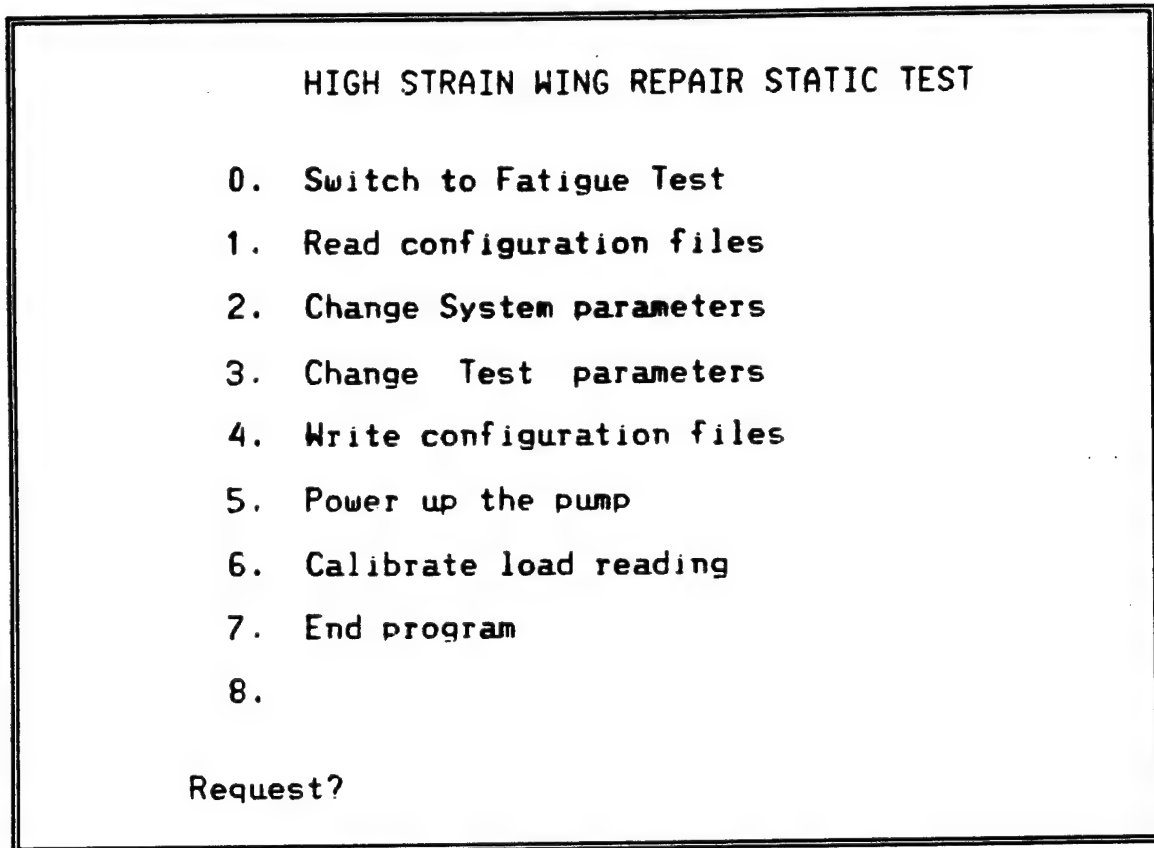 HIGH STRAIN WING REPAIR STATIC TEST
0. Switch to Fatigue Test
1. Read configuration files
2. Change System parameters
3. Change Test parameters
4. Write configuration files
5. Power up the pump
6. Calibrate load reading
7. End program
8.
Request?